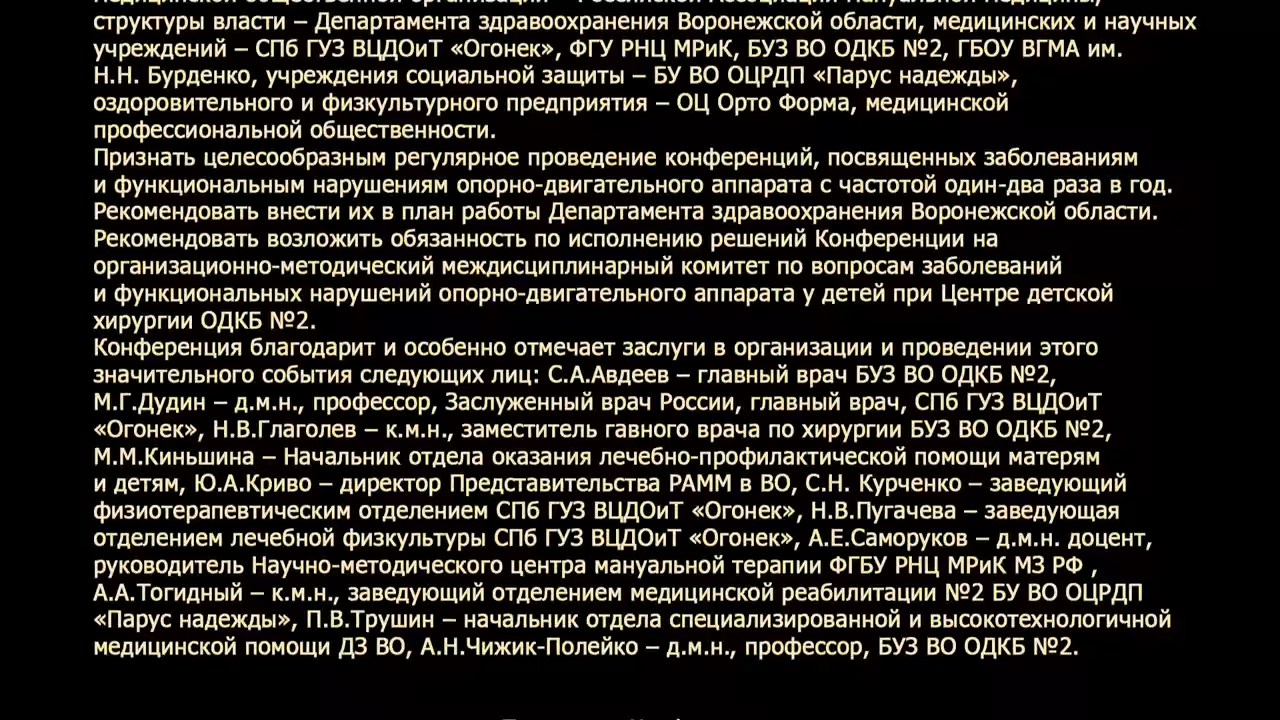 медицинской общественной организации – Российской Ассоциации мануальной медицины,
структуры власти – Департамента здравоохранения Воронежской области, медицинских и научных
учреждений – СПб ГУЗ ВЦДОиТ «Огонек», ФГУ РНЦ МРиК, БУЗ ВО ОДКБ №2, ГБОУ ВГМА им.
Н.Н. Бурденко, учреждения социальной защиты – БУ ВО ОЦРДП «Парус надежды»,
оздоровительного и физкультурного предприятия – ОЦ Орто Форма, медицинской
профессиональной общественности.
Признать целесообразным регулярное проведение конференций, посвященных заболеваниям
и функциональным нарушениям опорно-двигательного аппарата с частотой один-два раза в год.
Рекомендовать внести их в план работы Департамента здравоохранения Воронежской области.
Рекомендовать возложить обязанность по исполнению решений Конференции на
организационно-методический междисциплинарный комитет по вопросам заболеваний
и функциональных нарушений опорно-двигательного аппарата у детей при Центре детской
хирургии ОДКБ №2.
Конференция благодарит и особенно отмечает заслуги в организации и проведении этого
значительного события следующих лиц: С.А.Авдеев – главный врач БУЗ ВО ОДКБ №2,
М.Г.Дудин – д.м.н., профессор, Заслуженный врач России, главный врач, СПб ГУЗ ВЦДОиТ
«Огонек», Н.В.Глаголев – к.м.н., заместитель гавного врача по хирургии БУЗ ВО ОДКБ №2,
М.М.Киньшина – Начальник отдела оказания лечебно-профилактической помощи матерям
и детям, Ю.А.Криво – директор Представительства РАММ в ВО, С.Н. Курченко – заведующий
физиотерапевтическим отделением СПб ГУЗ ВЦДОиТ «Огонек», Н.В.Пугачева – заведующая
отделением лечебной физкультуры СПб ГУЗ ВЦДОиТ «Огонек», А.Е.Саморуков – д.м.н. доцент,
руководитель Научно-методического центра мануальной терапии ФГБУ РНЦ МРиК МЗ РФ ,
А.А.Тогидный – к.м.н., заведующий отделением медицинской реабилитации №2 БУ ВО ОЦРДП
«Парус надежды», П.В.Трушин – начальник отдела специализированной и высокотехнологичной
медицинской помощи ДЗ ВО, А.Н.Чижик-Полейко – д.м.н., профессор, БУЗ ВО ОДКБ №2.